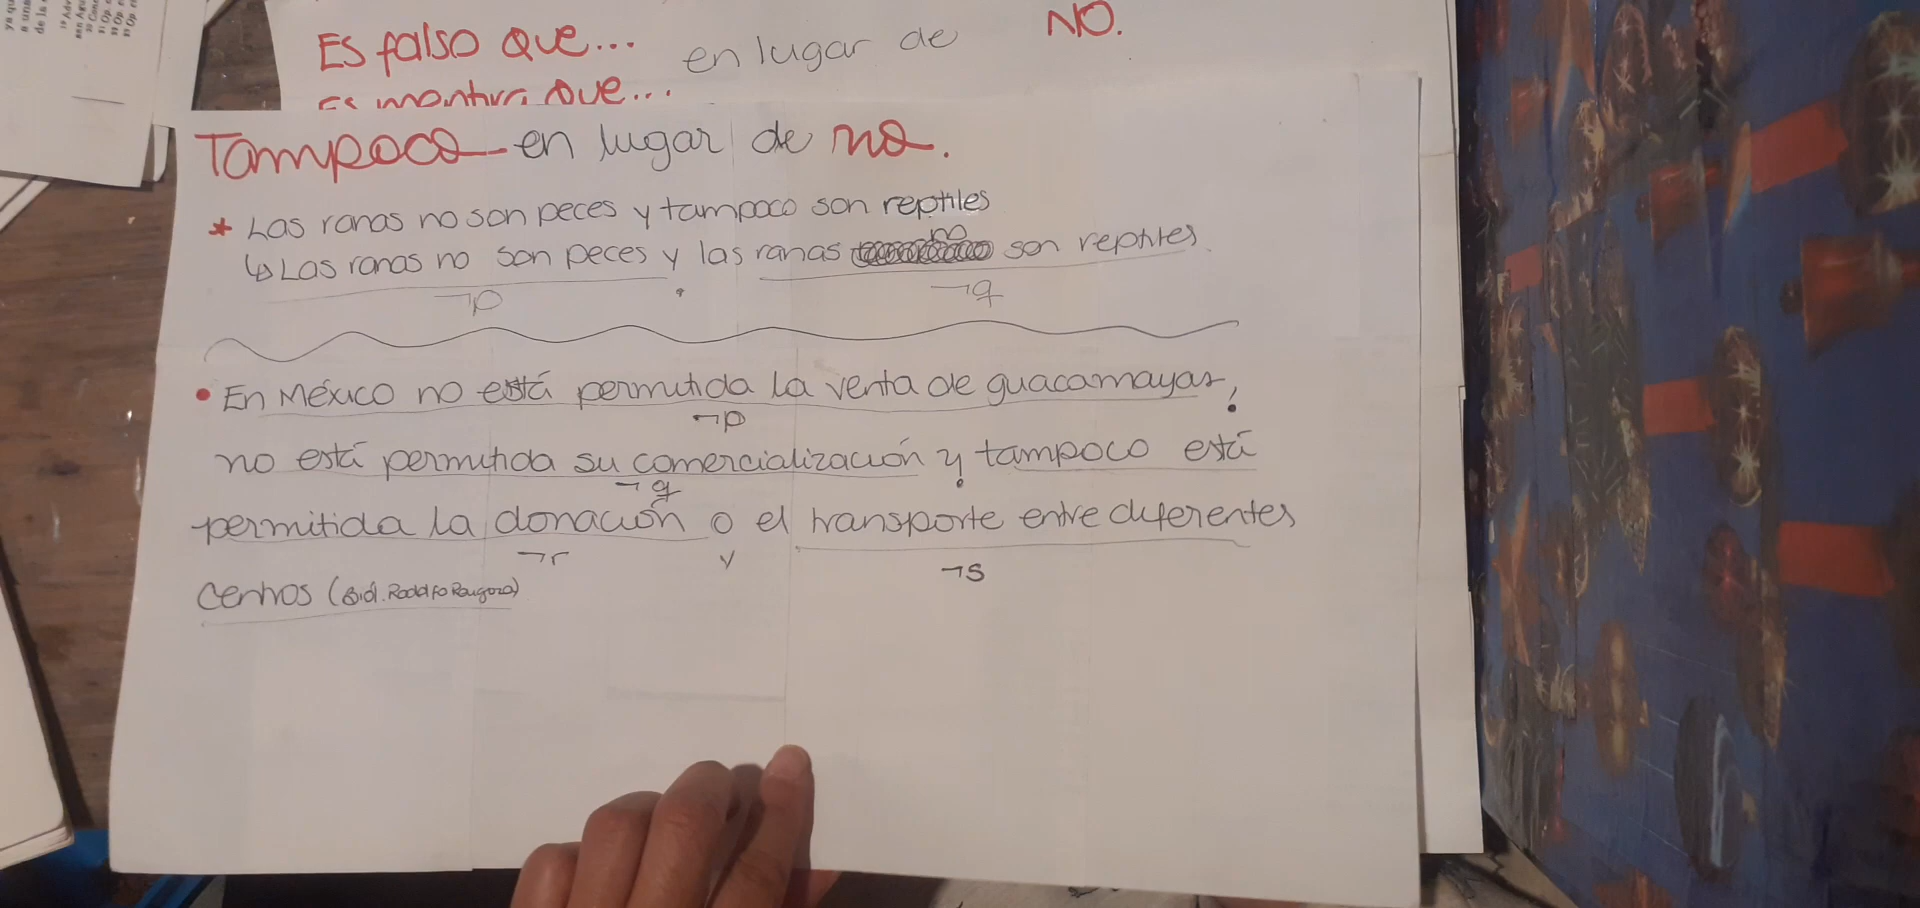 Es falso que... en lugar de NO.
Es mentira que...
Tampoco en lugar de no.
* Las ranas no son peces y tampoco son reptiles
↳ Las ranas no son peces y las ranas no son reptiles.
¬p • ¬q
• En México no está permitida la venta de guacamayas,
¬p •
no está permitida su comercialización y tampoco está
¬q •
permitida la donación o el transporte entre diferentes
¬r v ¬s
centros (Biól. Rodolfo Raigoza)